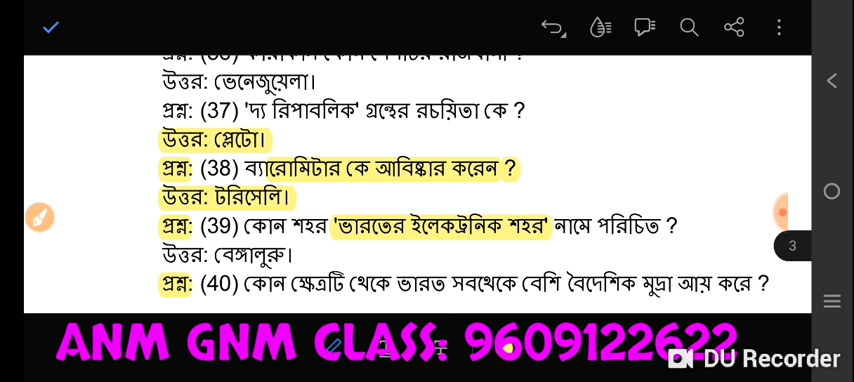 উত্তর: ভেনেজুয়েলা।
প্রশ্ন: (37) 'দ্য রিপাবলিক' গ্রন্থের রচয়িতা কে ?
উত্তর: প্লেটো।
প্রশ্ন: (38) ব্যারোমিটার কে আবিষ্কার করেন ?
উত্তর: টরিসেলি।
প্রশ্ন: (39) কোন শহর 'ভারতের ইলেকট্রনিক শহর' নামে পরিচিত ?
উত্তর: বেঙ্গালুরু।
3
প্রশ্ন: (40) কোন ক্ষেত্রটি থেকে ভারত সবথেকে বেশি বৈদেশিক মুদ্রা আয় করে ?
ANM GNM CLASS: 9609122622
DU Recorder